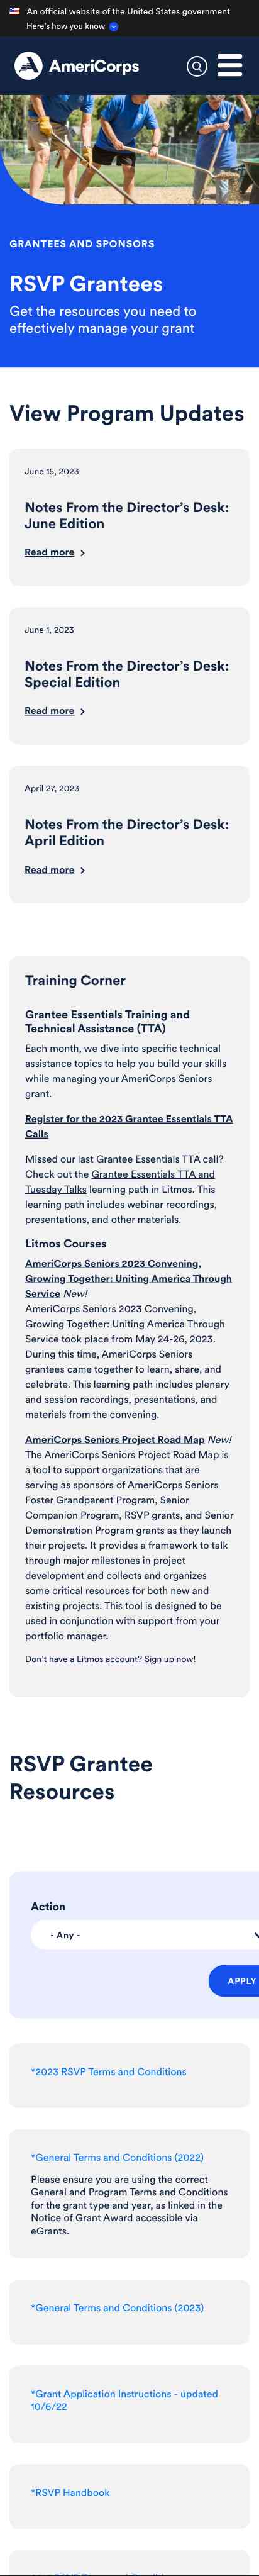 An official website of the United States government
Here's how you know
AmeriCorps
GRANTEES AND SPONSORS
RSVP Grantees
Get the resources you need to
effectively manage your grant
View Program Updates
June 15, 2023
Notes From the Director’s Desk:
June Edition
Read more
June 1, 2023
Notes From the Director’s Desk:
Special Edition
Read more
April 27, 2023
Notes From the Director’s Desk:
April Edition
Read more
Training Corner
Grantee Essentials Training and
Technical Assistance (TTA)
Each month, we dive into specific technical
assistance topics to help you build your skills
while managing your AmeriCorps Seniors
grant.
Register for the 2023 Grantee Essentials TTA
Calls
Missed our last Grantee Essentials TTA call?
Check out the Grantee Essentials TTA and
Tuesday Talks learning path in Litmos. This
learning path includes webinar recordings,
presentations, and other materials.
Litmos Courses
AmeriCorps Seniors 2023 Convening,
Growing Together: Uniting America Through
Service New!
AmeriCorps Seniors 2023 Convening,
Growing Together: Uniting America Through
Service took place from May 24-26, 2023.
During this time, AmeriCorps Seniors
grantees came together to learn, share, and
celebrate. This learning path includes plenary
and session recordings, presentations, and
materials from the convening.
AmeriCorps Seniors Project Road Map New!
The AmeriCorps Seniors Project Road Map is
a tool to support organizations that are
serving as sponsors of AmeriCorps Seniors
Foster Grandparent Program, Senior
Companion Program, RSVP grants, and Senior
Demonstration Program grants as they launch
their projects. It provides a framework to talk
through major milestones in project
development and collects and organizes
some critical resources for both new and
existing projects. This tool is designed to be
used in conjunction with support from your
portfolio manager.
Don't have a Litmos account? Sign up now!
RSVP Grantee
Resources
Action
- Any -
APPLY
*2023 RSVP Terms and Conditions
*General Terms and Conditions (2022)
Please ensure you are using the correct
General and Program Terms and Conditions
for the grant type and year, as linked in the
Notice of Grant Award accessible via
eGrants.
*General Terms and Conditions (2023)
*Grant Application Instructions - updated
10/6/22
*RSVP Handbook